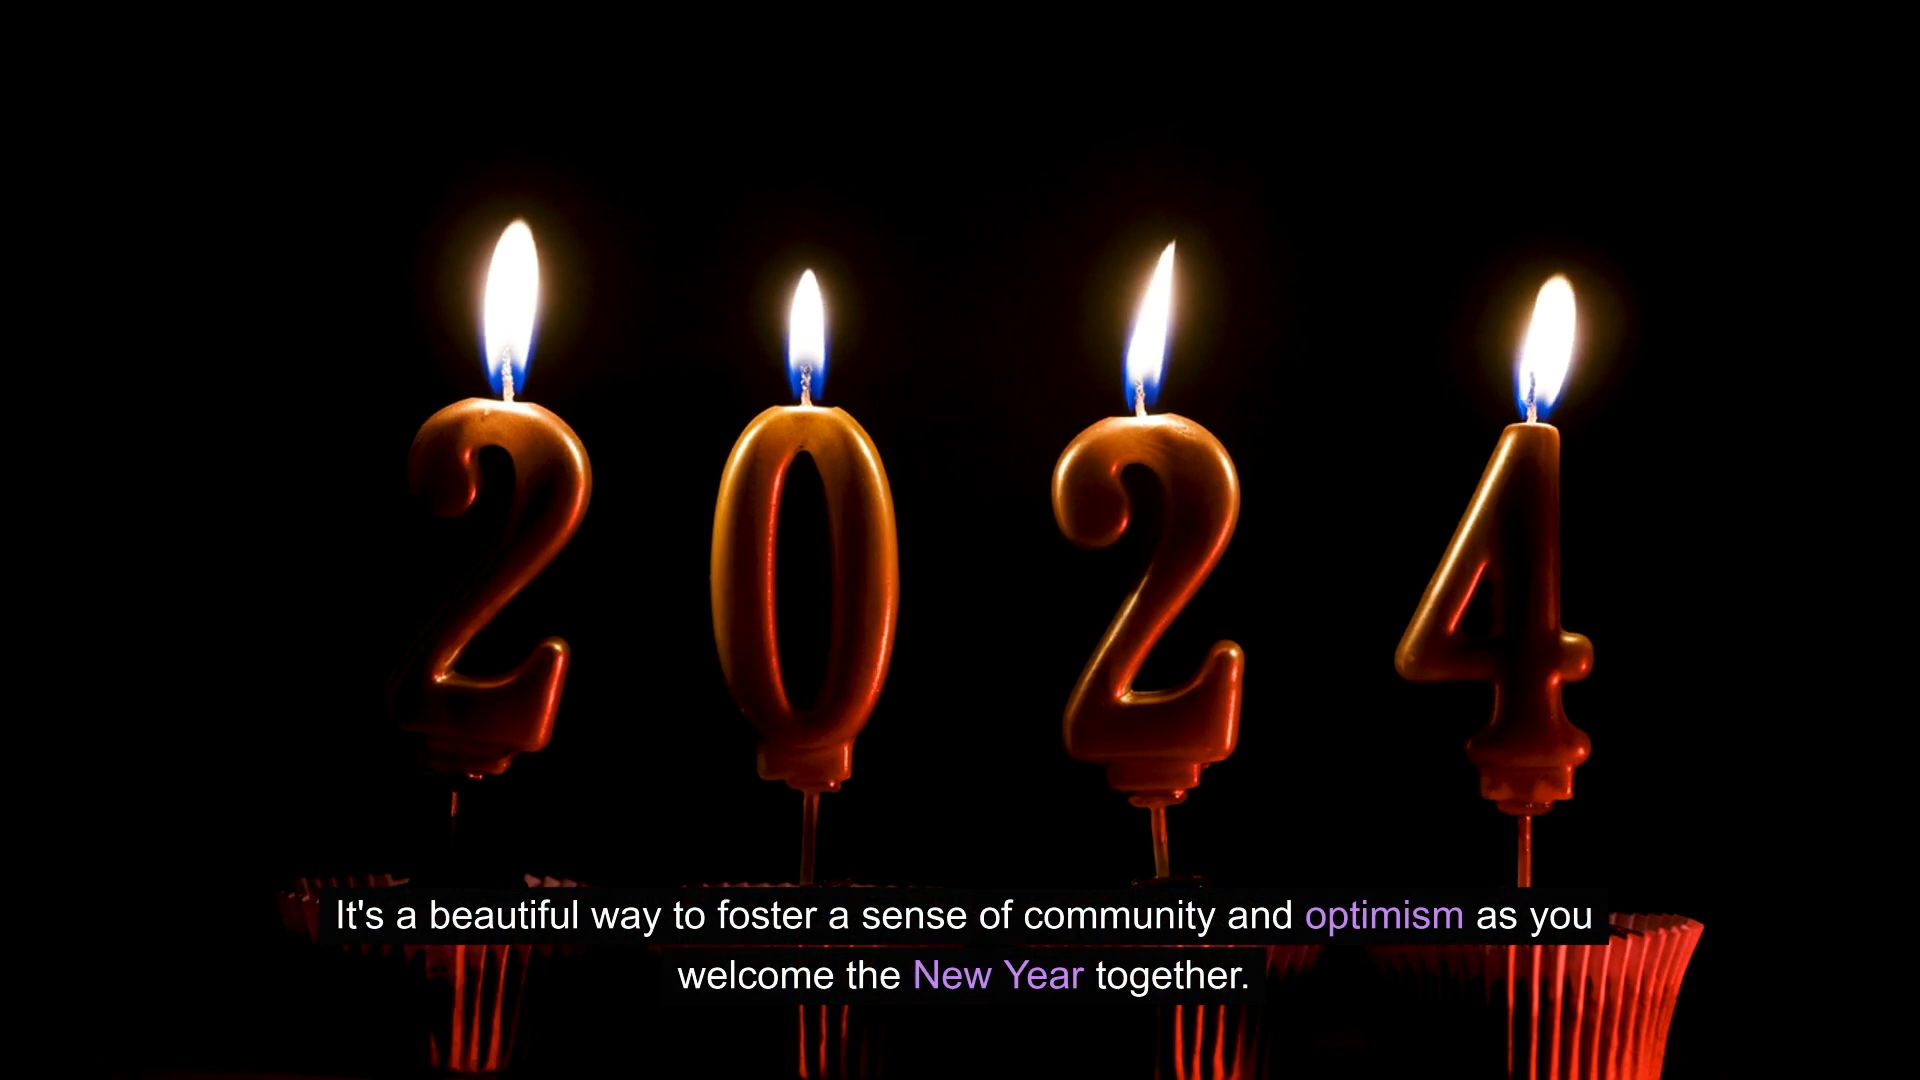 2024
It's a beautiful way to foster a sense of community and optimism as you
welcome the New Year together.